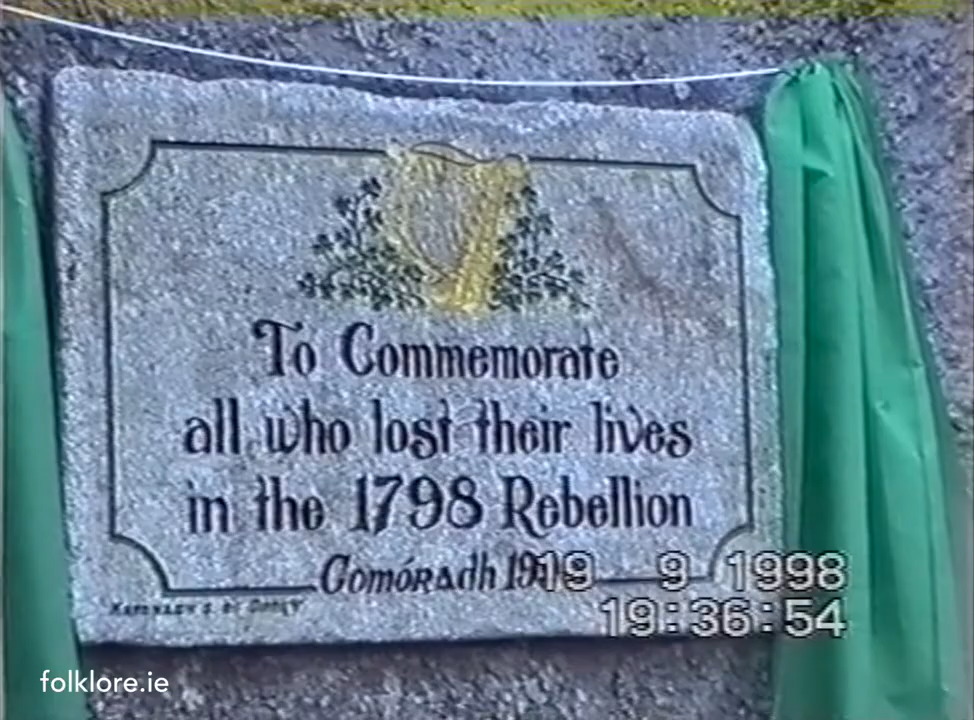 To Commemorate
all who lost their lives
in the 1798 Rebellion
Comóradh
19 9 1998
19:36:54
folklore.ie